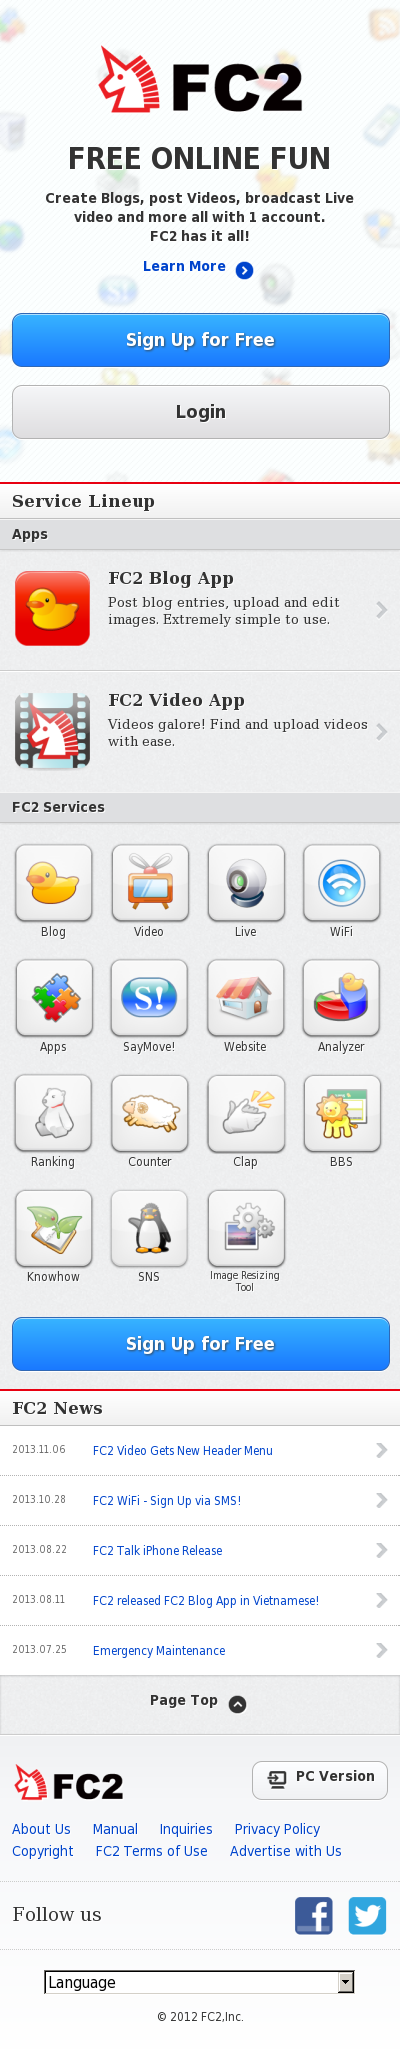 FC2
FREE ONLINE FUN
Create Blogs, post Videos, broadcast Live
video and more all with 1 account.
FC2 has it all!
Learn More
Sign Up for Free
Login
Service Lineup
Apps
FC2 Blog App
Post blog entries, upload and edit
images. Extremely simple to use.
FC2 Video App
Videos galore! Find and upload videos
with ease.
FC2 Services
Blog Video Live WiFi
S!
Apps SayMove! Website Analyzer
Ranking Counter Clap BBS
Knowhow SNS Image Resizing
Tool
Sign Up for Free
FC2 News
2013.11.06 FC2 Video Gets New Header Menu
2013.10.28 FC2 WiFi - Sign Up via SMS!
2013.08.22 FC2 Talk iPhone Release
2013.08.11 FC2 released FC2 Blog App in Vietnamese!
2013.07.25 Emergency Maintenance
Page Top
FC2 PC Version
About Us Manual Inquiries Privacy Policy
Copyright FC2 Terms of Use Advertise with Us
Follow us
Language
© 2012 FC2,Inc.